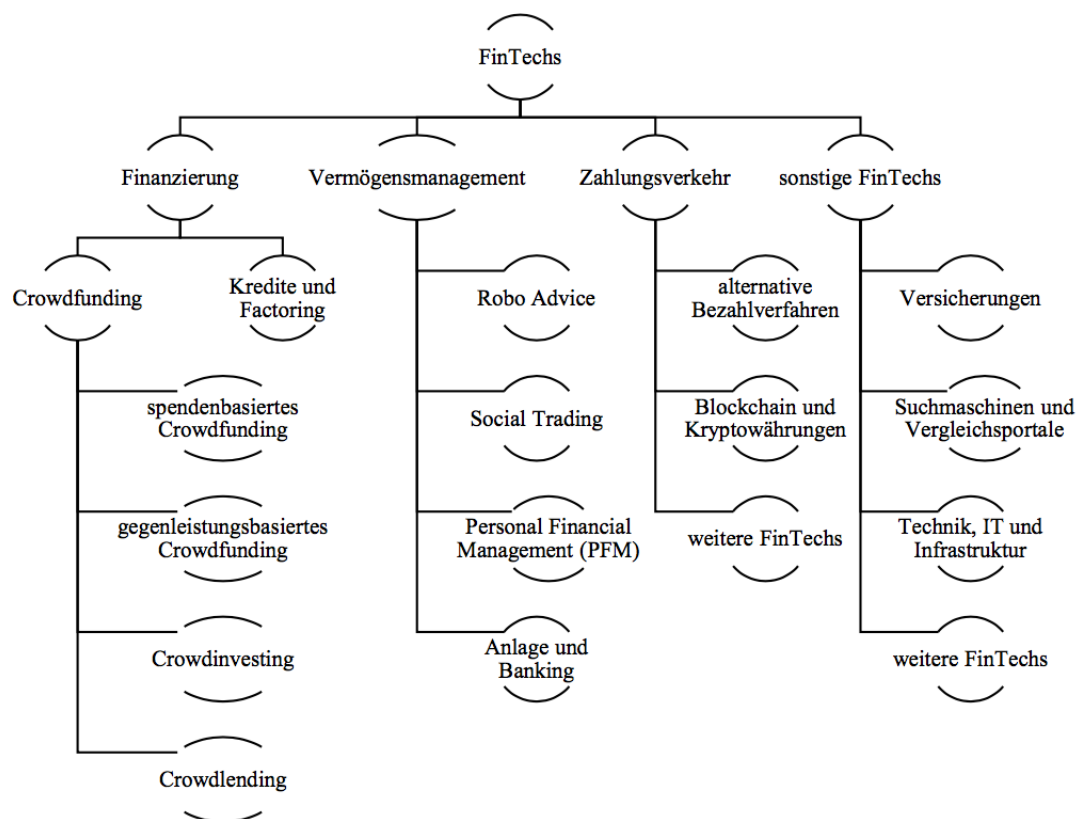 FinTechs
Finanzierung
Vermögensmanagement
Zahlungsverkehr
sonstige FinTechs
Crowdfunding
Kredite und
Factoring
spendenbasiertes
Crowdfunding
gegenleistungsbasiertes
Crowdfunding
Crowdinvesting
Crowdlending
Robo Advice
Social Trading
Personal Financial
Management (PFM)
Anlage und
Banking
alternative
Bezahlverfahren
Blockchain und
Kryptowährungen
weitere FinTechs
Versicherungen
Suchmaschinen und
Vergleichsportale
Technik, IT und
Infrastruktur
weitere FinTechs